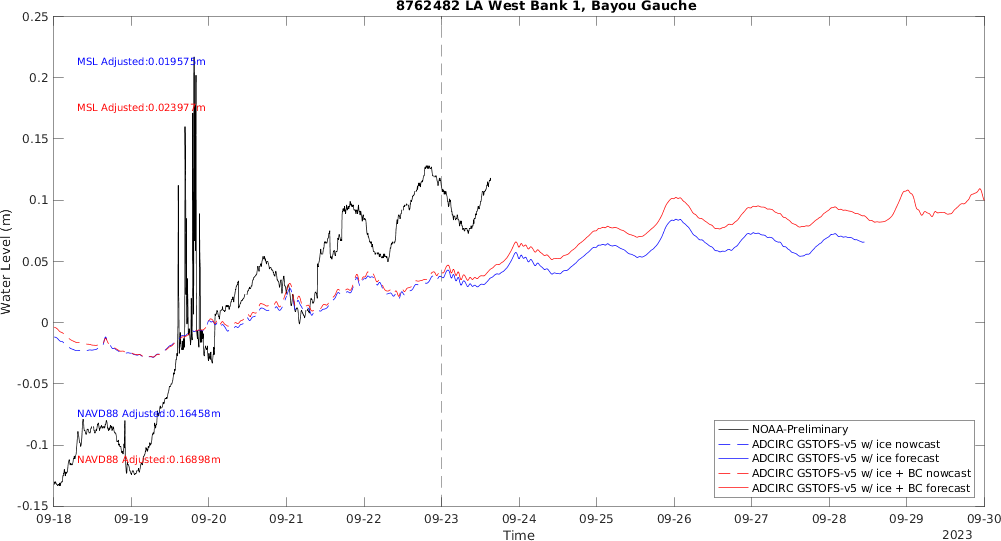 8762482 LA West Bank 1, Bayou Gauche
0.25
0.2
0.15
0.1
0.05
0
-0.05
-0.1
-0.15
Water Level (m)
MSL Adjusted:0.019575m
MSL Adjusted:0.023977m
NAVD88 Adjusted:0.16458m
NAVD88 Adjusted:0.16898m
NOAA-Preliminary
ADCIRC GSTOFS-v5 w/ ice nowcast
ADCIRC GSTOFS-v5 w/ ice forecast
ADCIRC GSTOFS-v5 w/ ice + BC nowcast
ADCIRC GSTOFS-v5 w/ ice + BC forecast
09-18 09-19 09-20 09-21 09-22 09-23 09-24 09-25 09-26 09-27 09-28 09-29 09-30
Time
2023